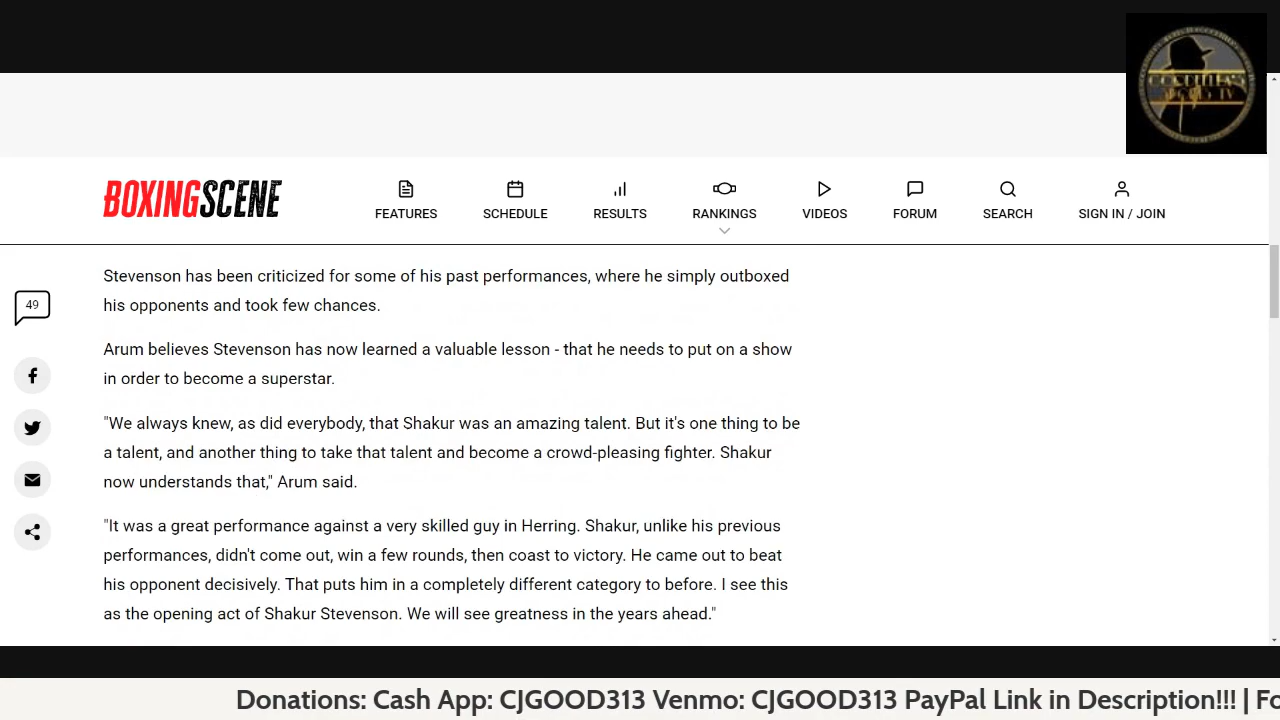 BOXINGSCENE
FEATURES
SCHEDULE
RESULTS
RANKINGS
VIDEOS
FORUM
SEARCH
SIGN IN / JOIN
49
Stevenson has been criticized for some of his past performances, where he simply outboxed
his opponents and took few chances.
Arum believes Stevenson has now learned a valuable lesson - that he needs to put on a show
in order to become a superstar.
"We always knew, as did everybody, that Shakur was an amazing talent. But it's one thing to be
a talent, and another thing to take that talent and become a crowd-pleasing fighter. Shakur
now understands that," Arum said.
"It was a great performance against a very skilled guy in Herring. Shakur, unlike his previous
performances, didn't come out, win a few rounds, then coast to victory. He came out to beat
his opponent decisively. That puts him in a completely different category to before. I see this
as the opening act of Shakur Stevenson. We will see greatness in the years ahead."
Donations: Cash App: CJGOOD313 Venmo: CJGOOD313 PayPal Link in Description!!! | Fo